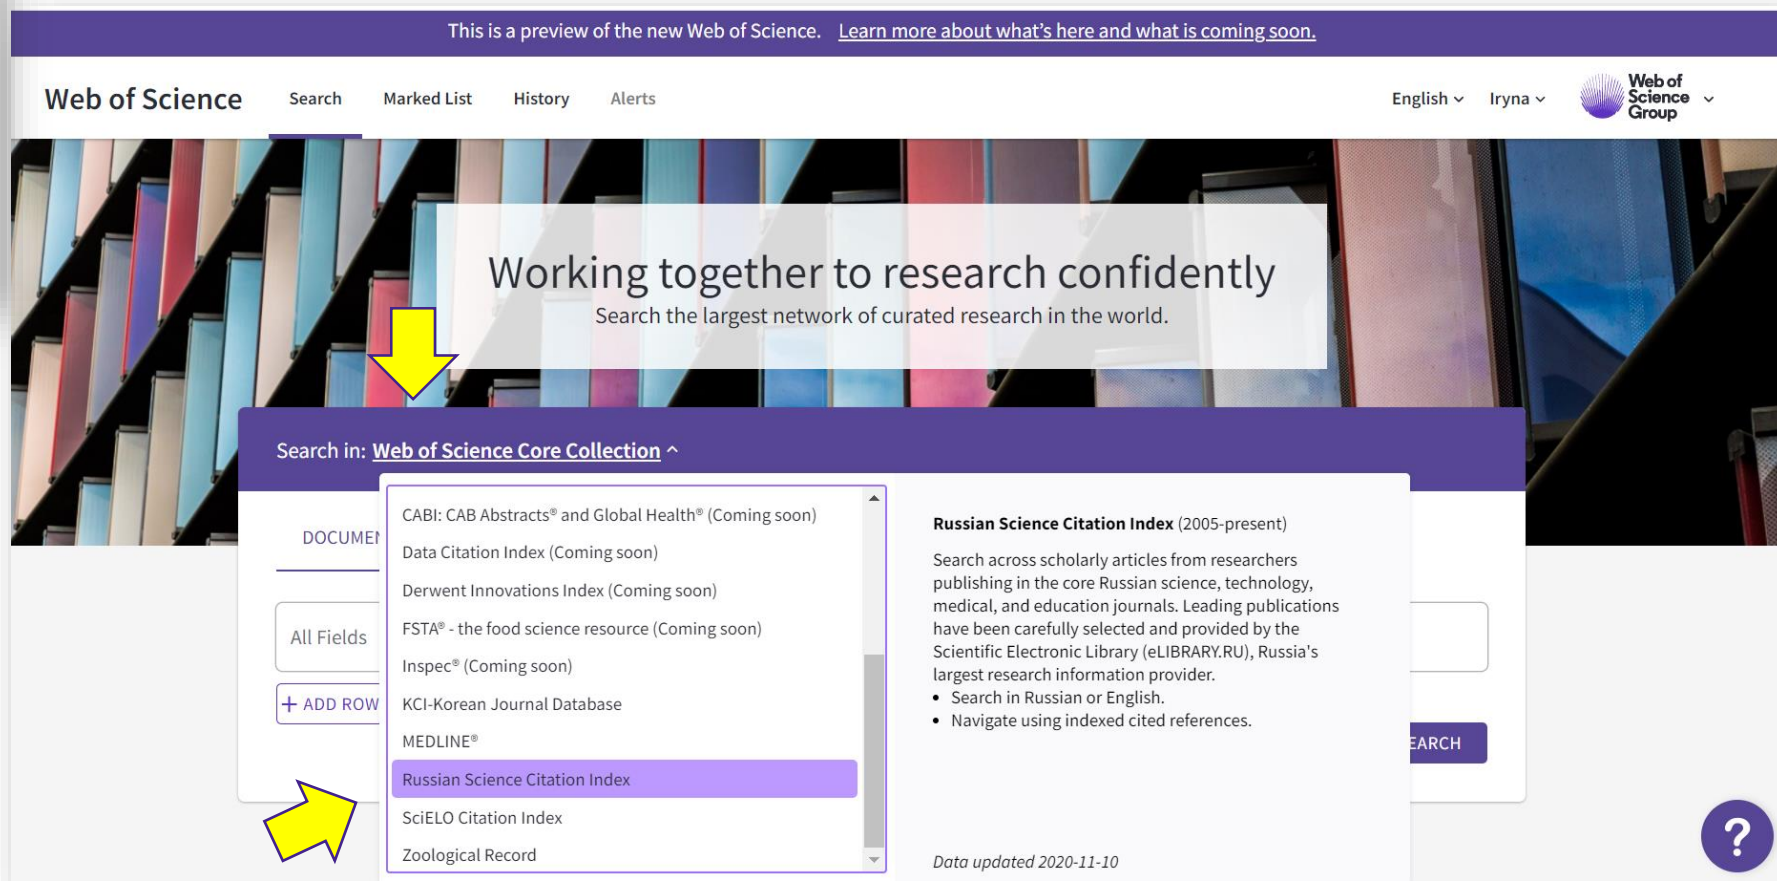 This is a preview of the new Web of Science. Learn more about what's here and what is coming soon.
Web of Science Search Marked List History Alerts English Iryna Web of Science Group
Working together to research confidently
Search the largest network of curated research in the world.
Search in: Web of Science Core Collection
DOCUMEN
All Fields
+ ADD ROW
CABI: CAB Abstracts® and Global Health® (Coming soon)
Data Citation Index (Coming soon)
Derwent Innovations Index (Coming soon)
FSTA® - the food science resource (Coming soon)
Inspec® (Coming soon)
KCI-Korean Journal Database
MEDLINE®
Russian Science Citation Index
SciELO Citation Index
Zoological Record
Russian Science Citation Index (2005-present)
Search across scholarly articles from researchers
publishing in the core Russian science, technology,
medical, and education journals. Leading publications
have been carefully selected and provided by the
Scientific Electronic Library (eLIBRARY.RU), Russia's
largest research information provider.
• Search in Russian or English.
• Navigate using indexed cited references.
Data updated 2020-11-10
EARCH
?